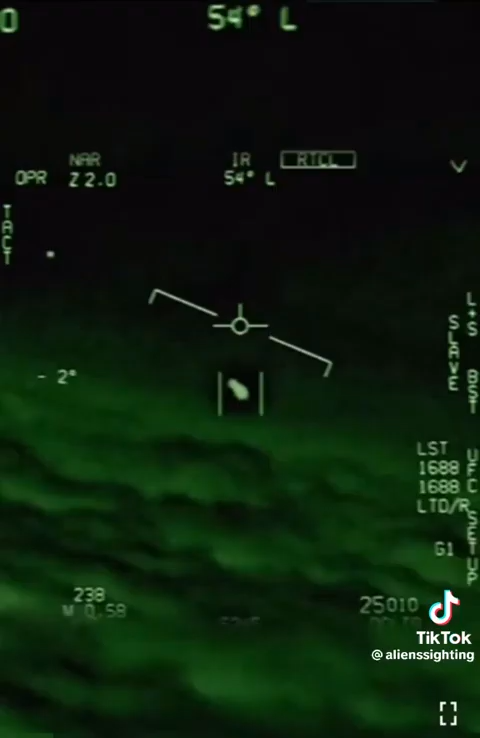 0 54° L
NAR IR RTCL
OPR Z 2.0 54° L
TACT
L+S
SLAVE
BST
- 2°
LST
1688
1688
LTD/R
UFC
SETUP
G1
238 25010
M 0.58
TikTok
@alienssighting